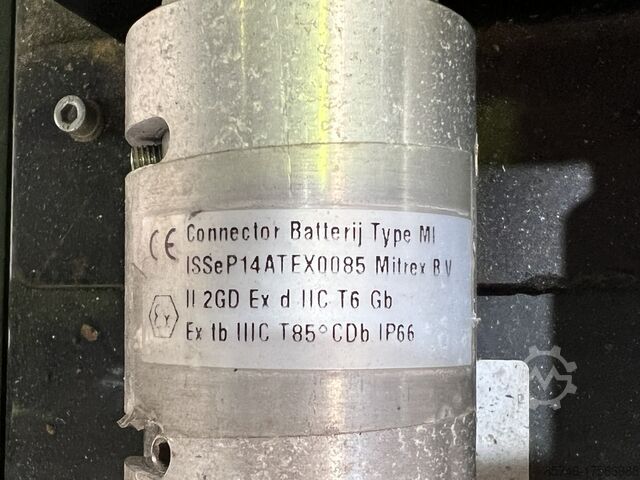 CE Connector Batterij Type MI
ISSeP14ATEX0085 Mitrex B.V
II 2GD Ex d IIC T6 Gb
Ex Ex tb IIIC T85°CDb IP66